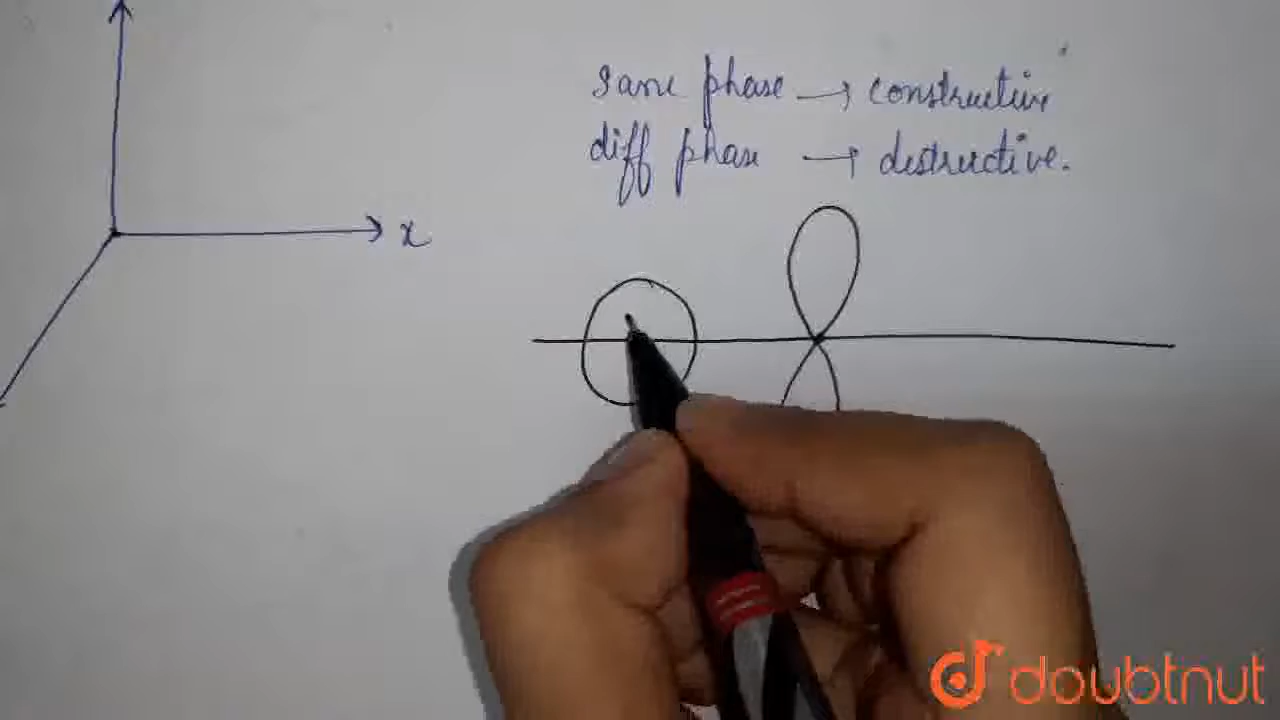 same phase → constructive
diff phase → destructive.
x
doubtnut